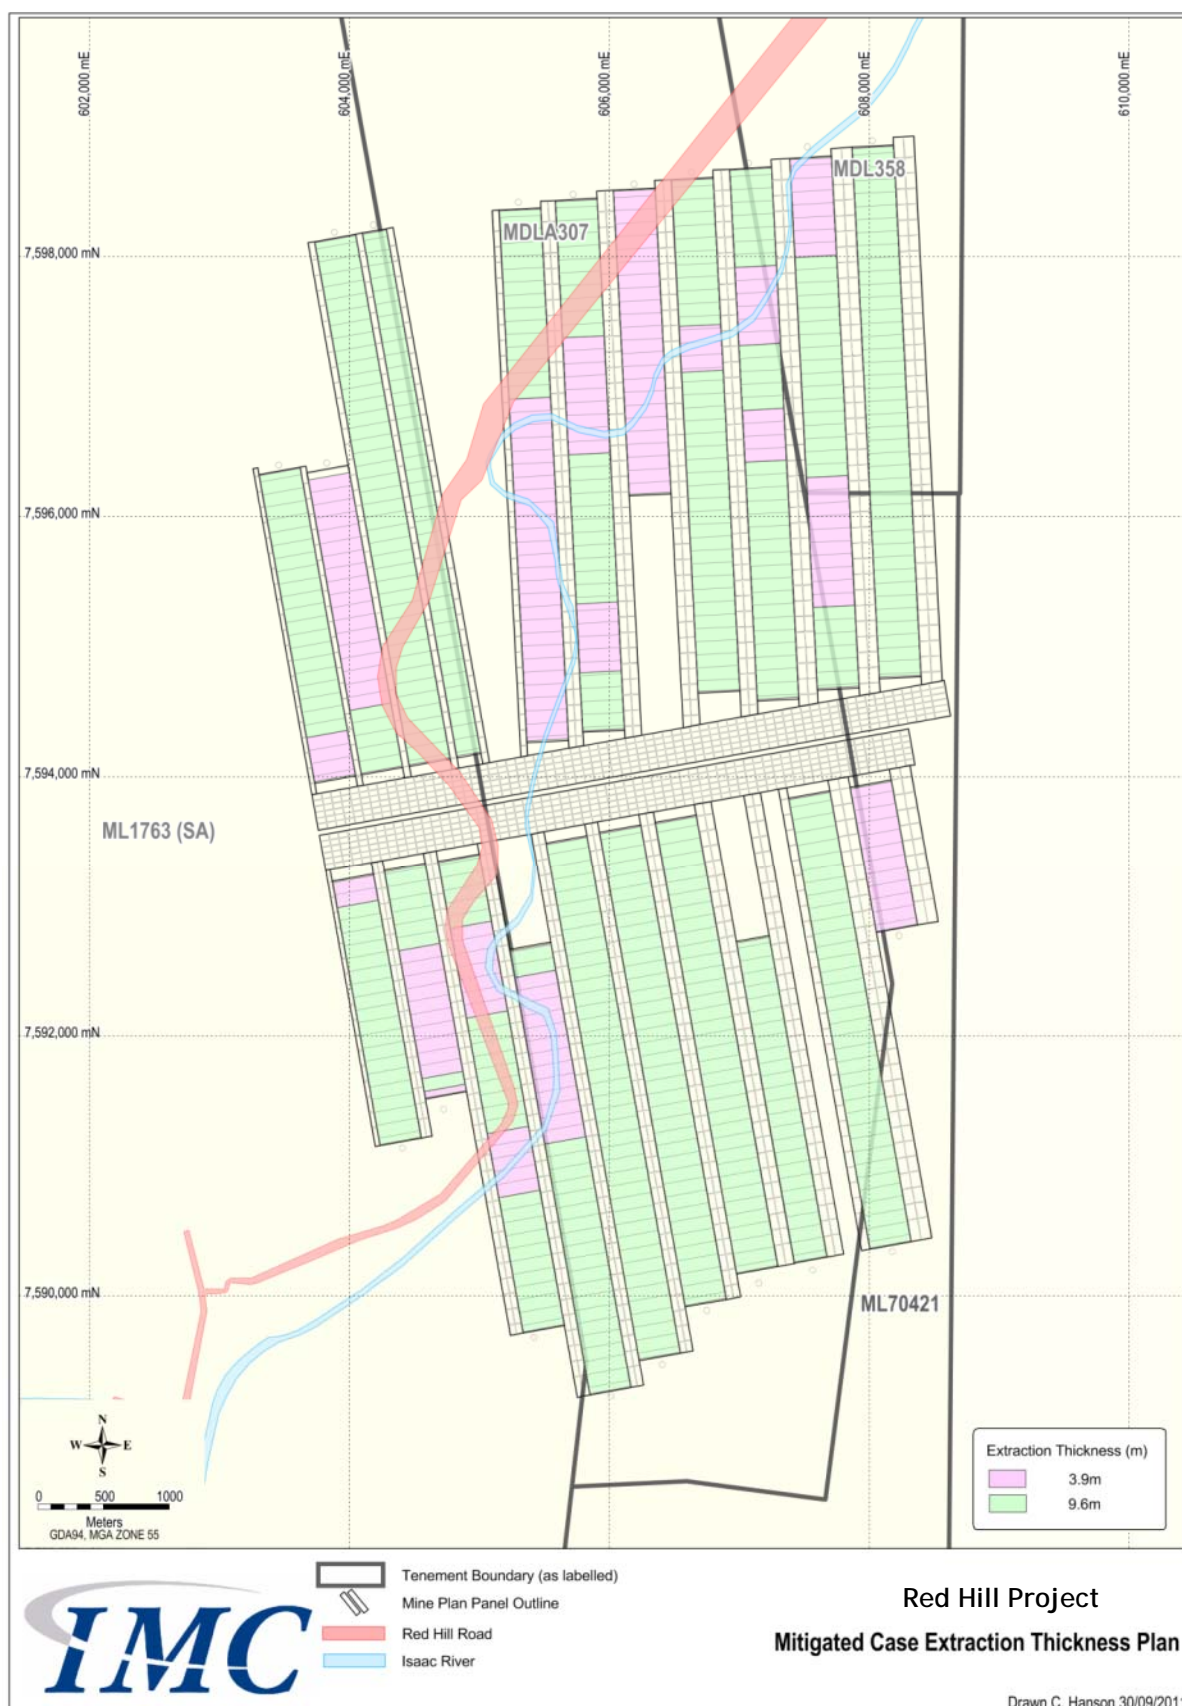 602,000 mE
604,000 mE
606,000 mE
608,000 mE
610,000 mE
MDL358
MDLA307
7,598,000 mN
7,596,000 mN
7,594,000 mN
ML1763 (SA)
7,592,000 mN
7,590,000 mN
ML70421
N
W E
S
0 500 1000
Meters
GDA94, MGA ZONE 55
Extraction Thickness (m)
3.9m
9.6m
IMC
Tenement Boundary (as labelled)
Mine Plan Panel Outline
Red Hill Road
Isaac River
Red Hill Project
Mitigated Case Extraction Thickness Plan
Drawn C. Hanson